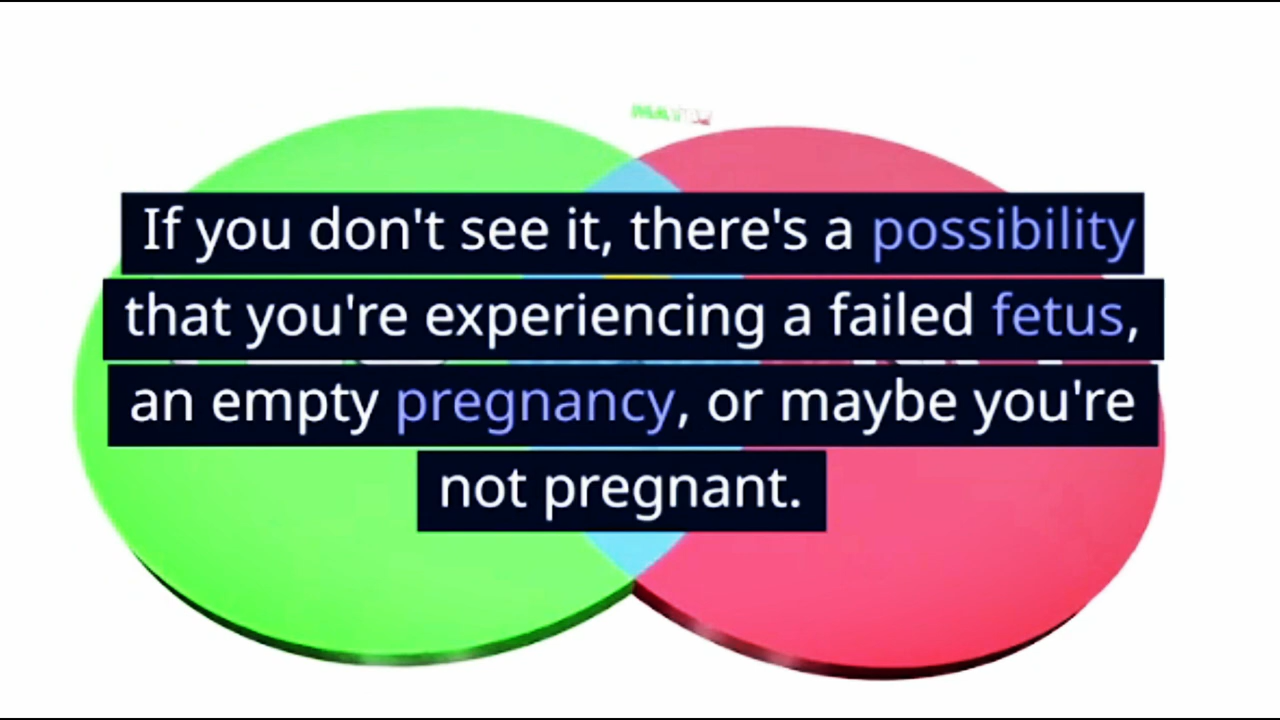 If you don't see it, there's a possibility
that you're experiencing a failed fetus,
an empty pregnancy, or maybe you're
not pregnant.